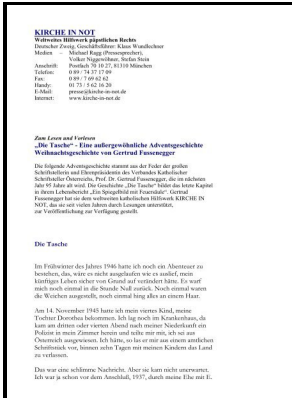 KIRCHE IN NOT
Weltweites Hilfswerk päpstlichen Rechts
Deutscher Zweig, Geschäftsführer: Klaus Wundlechner
Medien - Michael Ragg (Pressesprecher),
Volker Niggewöhner, Stefan Stein
Anschrift: Postfach 70 10 27, 81310 München
Telefon: 0 89 / 74 37 17 09
Fax: 0 89 / 7 69 62 62
Handy: 01 73 / 5 62 16 20
E-Mail: presse@kirche-in-not.de
Internet: www.kirche-in-not.de
Zum Lesen und Vorlesen
„Die Tasche“ - Eine außergewöhnliche Adventsgeschichte
Weihnachtsgeschichte von Gertrud Fussenegger
Die folgende Adventsgeschichte stammt aus der Feder der großen
Schriftstellerin und Ehrenpräsidentin des Verbandes Katholischer
Schriftsteller Österreichs, Prof. Dr. Gertrud Fussenegger, die im nächsten
Jahr 95 Jahre alt wird. Die Geschichte „Die Tasche“ bildet das letzte Kapitel
in ihrem Lebensbericht „Ein Spiegelbild mit Feuersäule“. Gertrud
Fussenegger hat sie dem weltweiten katholischen Hilfswerk KIRCHE IN
NOT, das sie seit vielen Jahren durch Lesungen unterstützt,
zur Veröffentlichung zur Verfügung gestellt.
Die Tasche
Im Frühwinter des Jahres 1946 hatte ich noch ein Abenteuer zu
bestehen, das, wäre es nicht ausgelaufen wie es auslief, mein
künftiges Leben sicher von Grund auf verändert hätte. Es warf
mich noch einmal in die Stunde Null zurück. Noch einmal waren
die Weichen ausgestellt, noch einmal hing alles an einem Haar.
Am 14. November 1945 hatte ich mein viertes Kind, meine
Tochter Dorothea bekommen. Ich lag noch im Krankenhaus, da
kam am dritten oder vierten Abend nach meiner Niederkunft ein
Polizist in mein Zimmer herein und teilte mir mit, ich sei aus
Österreich ausgewiesen. Ich hätte, so las er mir aus einem amtlichen
Schriftstück vor, binnen zehn Tagen mit meinen Kindern das Land
zu verlassen.
Das war eine schlimme Nachricht. Aber sie kam nicht unerwartet.
Ich war ja schon vor dem Anschluß, 1937, durch meine Ehe mit E.